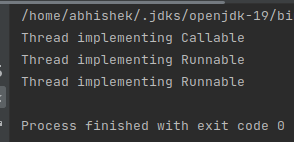 /home/abhishek/.jdks/openjdk-19/bi
Thread implementing Callable
Thread implementing Runnable
Thread implementing Runnable
Process finished with exit code 0